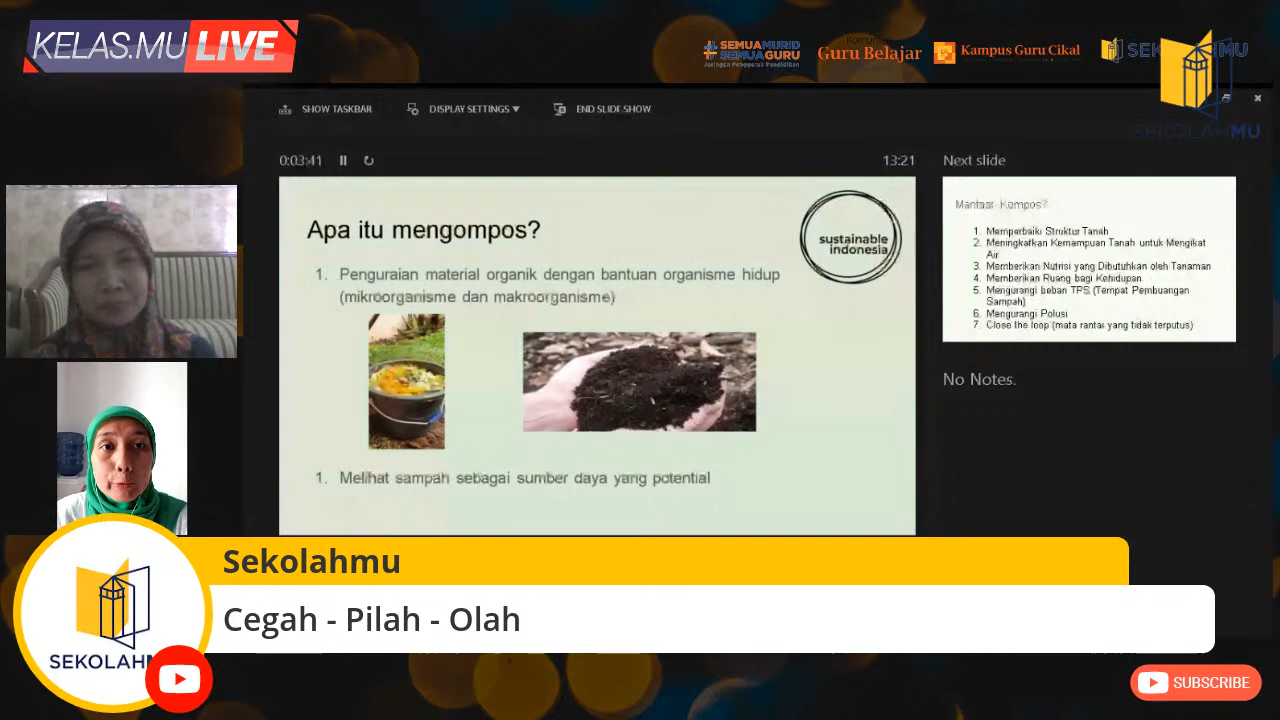 KELAS.MU LIVE
#SEMUAMURID
SEMUAGURU
Jaringan Penggerak Pendidikan
Guru Belajar
Kampus Guru Cikal
SEKOLAHMU
SHOW TASKBAR
DISPLAY SETTINGS
END SLIDE SHOW
0:03:41
13:21
Next slide
Apa itu mengompos?
sustainable
indonesia
1. Penguraian material organik dengan bantuan organisme hidup
(mikroorganisme dan makroorganisme)
1. Melihat sampah sebagai sumber daya yang potential
Manfaat Kompos?
1. Memperbaiki Struktur Tanah
2. Meningkatkan Kemampuan Tanah untuk Mengikat
Air
3. Memberikan Nutrisi yang Dibutuhkan oleh Tanaman
4. Memberikan Ruang bagi Kehidupan
5. Mengurangi beban TPS (Tempat Pembuangan
Sampah)
6. Mengurangi Polusi
7. Close the loop (mata rantai yang tidak terputus)
No Notes.
Sekolahmu
Cegah - Pilah - Olah
SEKOLAHM
SUBSCRIBE